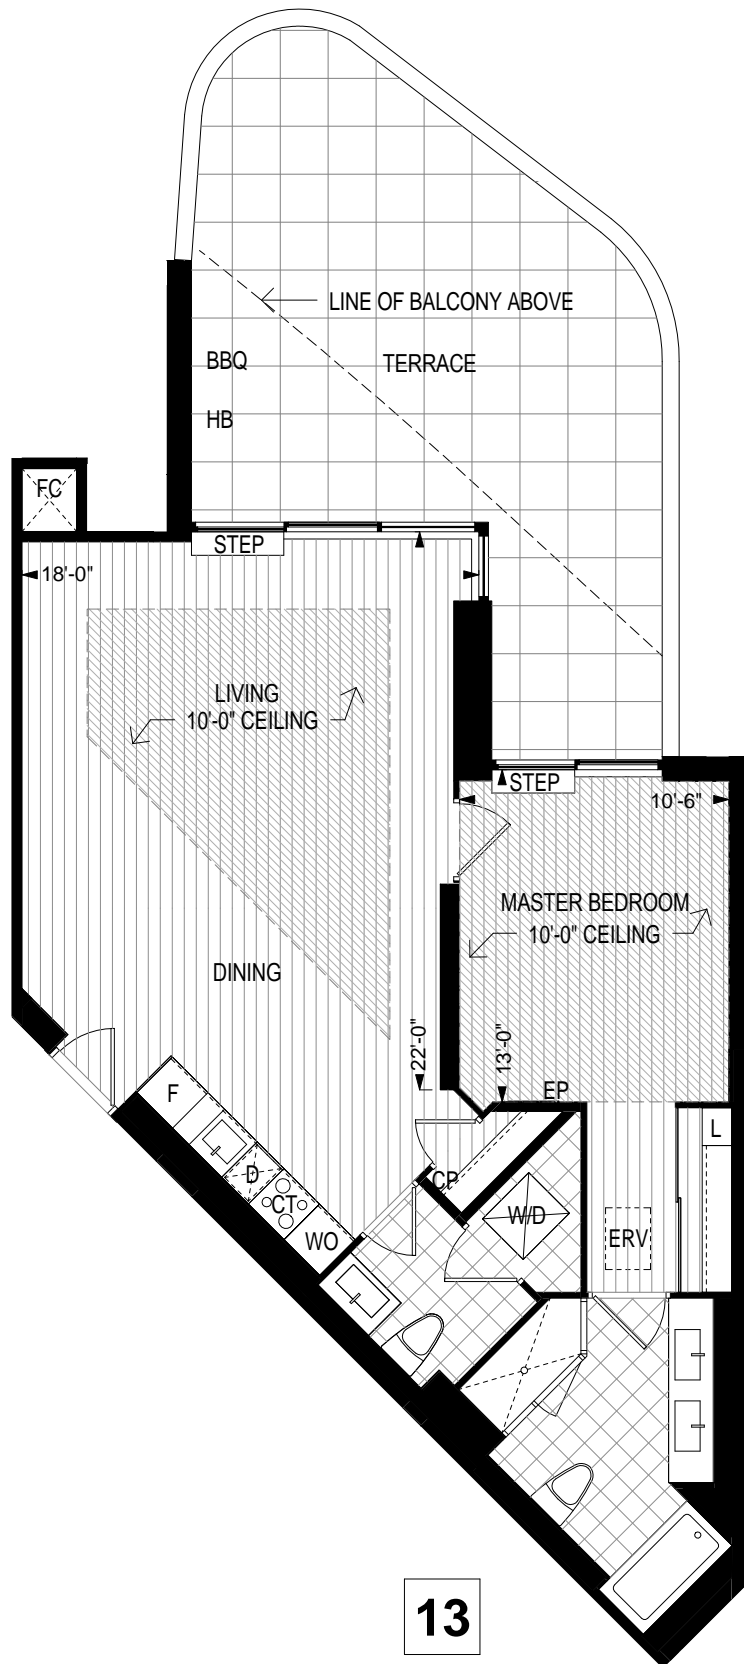 LINE OF BALCONY ABOVE
BBQ
TERRACE
HB
FC
STEP
18'-0"
LIVING
10'-0" CEILING
STEP
10'-6"
MASTER BEDROOM
10'-0" CEILING
DINING
22'-0"
13'-0"
EP
F
L
D
CP
CT
W/D
WO
ERV
13